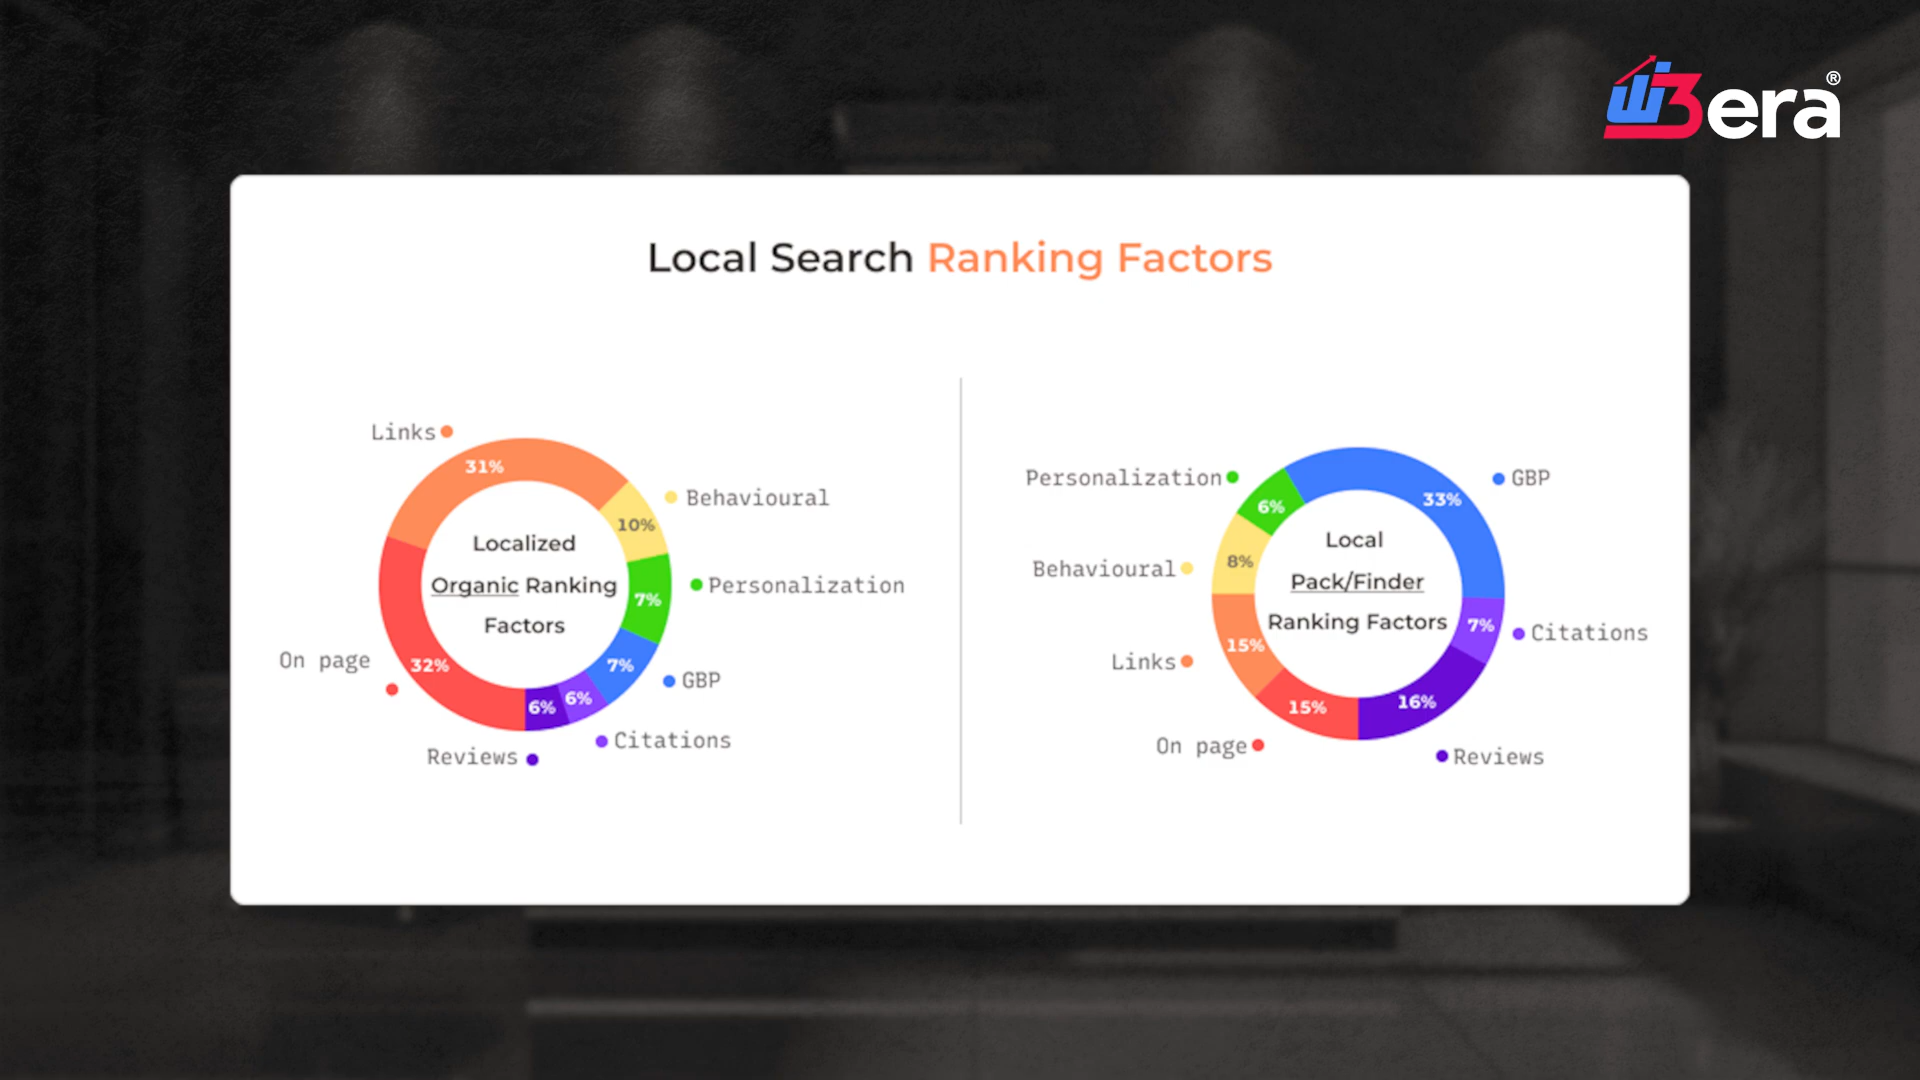 W3era®
Local Search Ranking Factors
Links
31%
Behavioural
10%
Localized
Organic Ranking
Factors
Personalization
7%
On page
32%
7%
GBP
6%
6%
Citations
Reviews
Personalization
6%
GBP
33%
Local
Pack/Finder
Ranking Factors
Behavioural
8%
7%
Citations
Links
15%
15%
16%
On page
Reviews